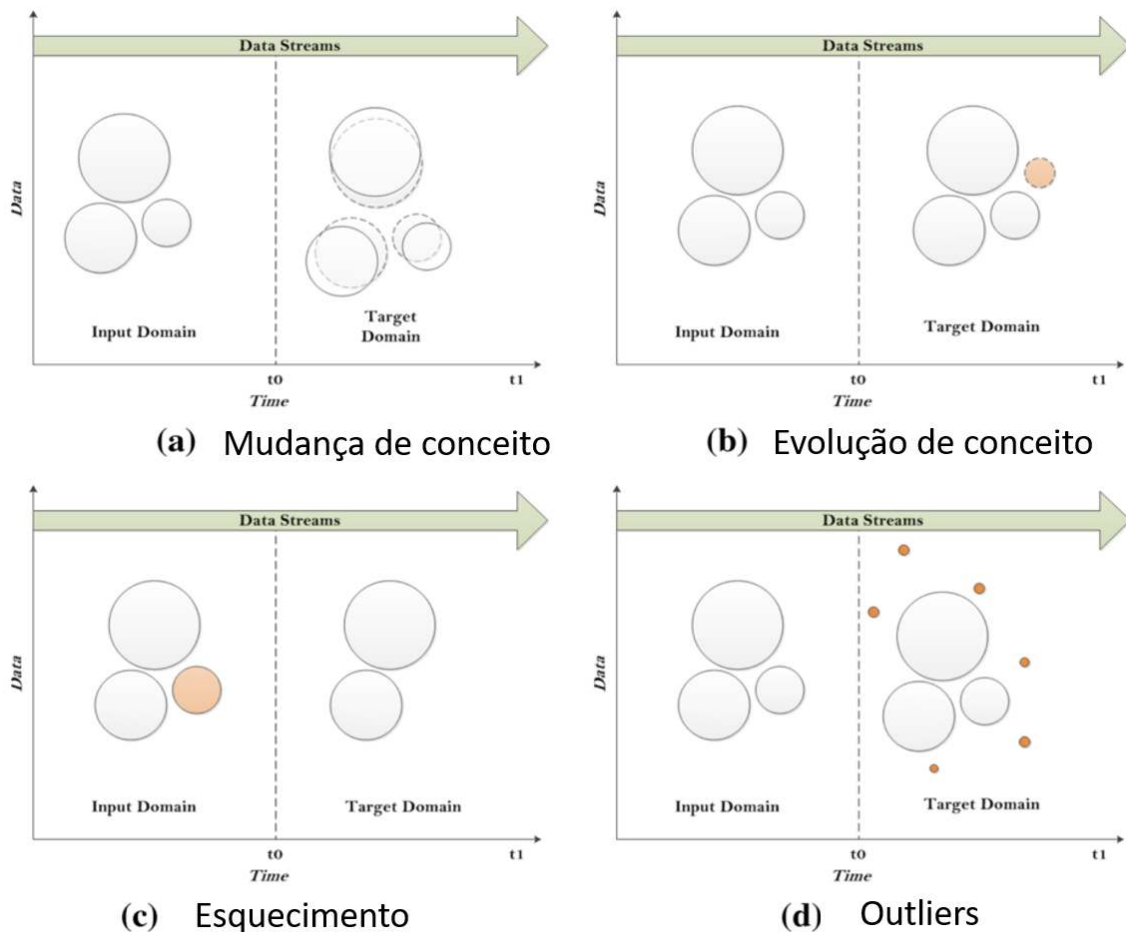 Data Streams
Data
Input Domain
Target
Domain
t0
t1
Time
(a) Mudança de conceito
Data Streams
Data
Input Domain
Target Domain
t0
t1
Time
(b) Evolução de conceito
Data Streams
Data
Input Domain
Target Domain
t0
t1
Time
(c) Esquecimento
Data Streams
Data
Input Domain
Target Domain
t0
t1
Time
(d) Outliers